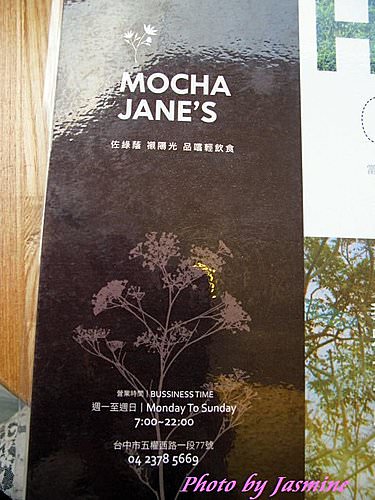 MOCHA
JANE'S
佐綠蔭 襯陽光 品嚐輕飲食
營業時間 | BUSSINESS TIME
週一至週日 | Monday To Sunday
7:00~22:00
台中市五權西路一段77號
04 2378 5669
H
Photo by Jasmine